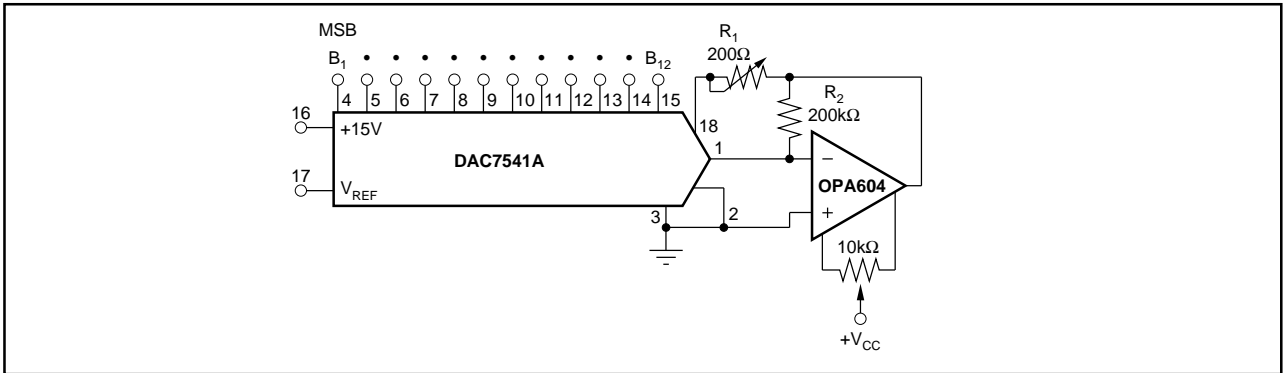 MSB
B1 • • • • • • • • • • B12
4 5 6 7 8 9 10 11 12 13 14 15
R1
200Ω
R2
200kΩ
16
+15V
18
1
DAC7541A
17
VREF
3
2
−
OPA604
+
10kΩ
+VCC